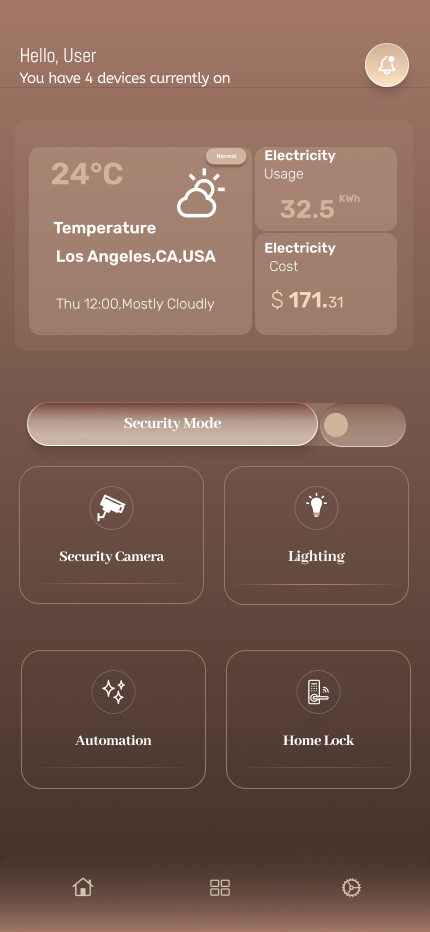 Hello, User
You have 4 devices currently on
Normal
24°C
Temperature
Los Angeles,CA,USA
Thu 12:00,Mostly Cloudly
Electricity
Usage
32.5 KWh
Electricity
Cost
$ 171.31
Security Mode
Security Camera
Lighting
Automation
Home Lock